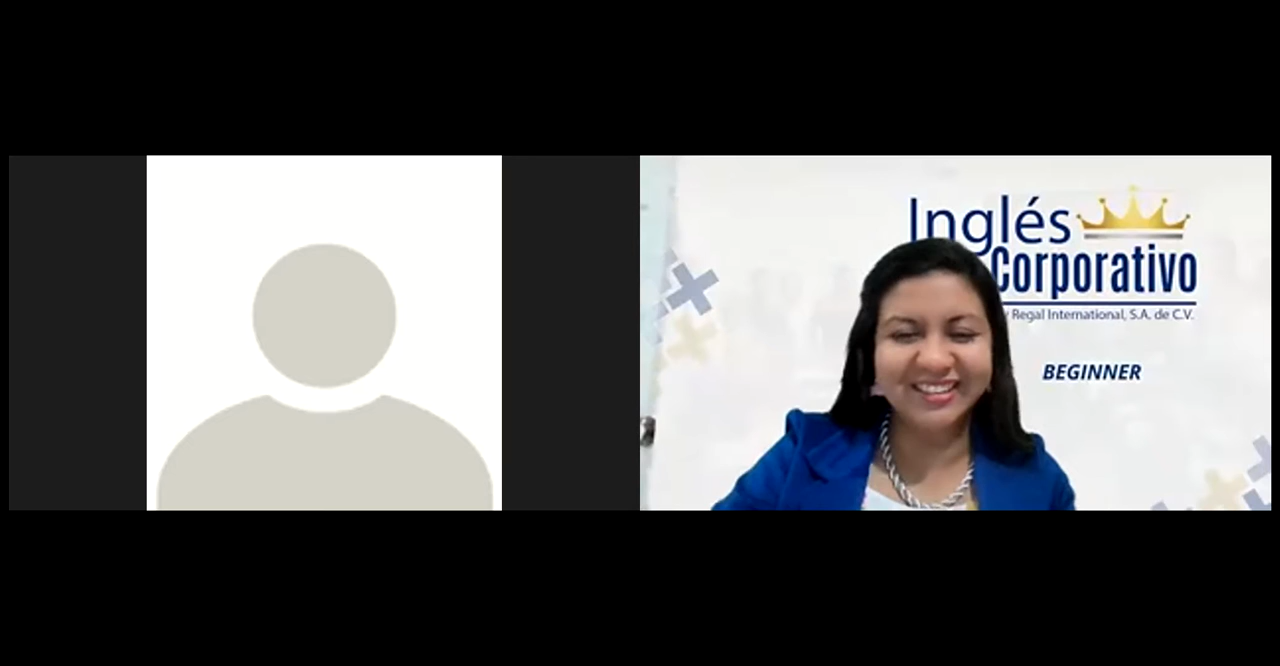 Inglés
Corporativo
Regal International, S.A. de C.V.
BEGINNER